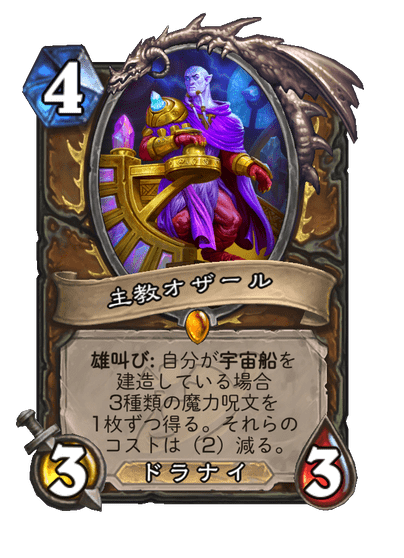 4
主教オザール
雄叫び: 自分が宇宙船を
建造している場合
3種類の魔力呪文を
1枚ずつ得る。それらの
コストは（2）減る。
ドラナイ
3
3